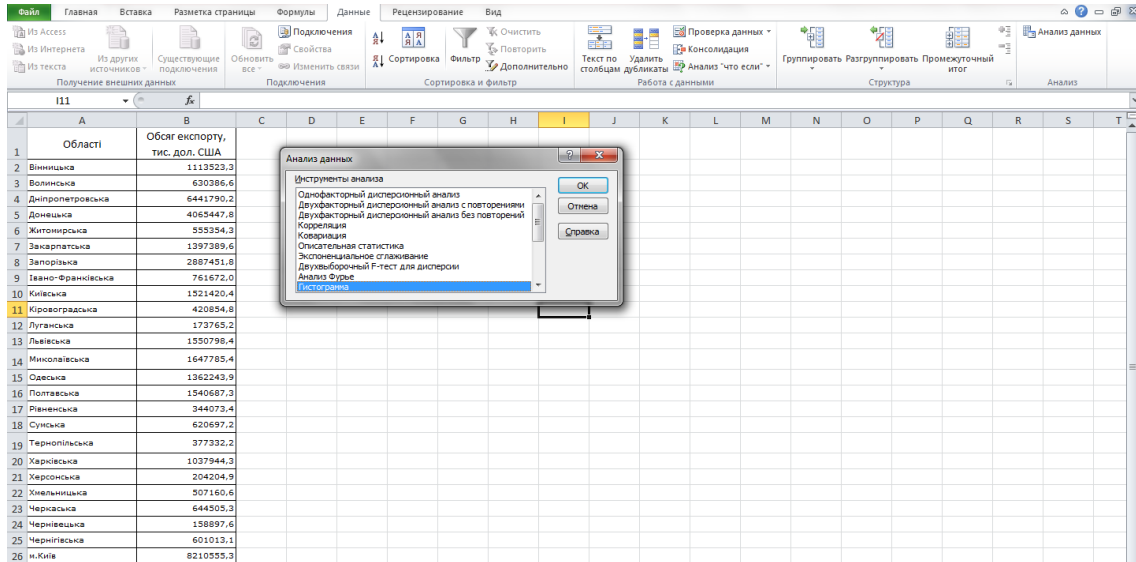 Файл Главная Вставка Разметка страницы Формулы Данные Рецензирование Вид
Из Access
Из Интернета
Из текста
Из других источников
Существующие подключения
Получение внешних данных
Обновить все
Подключения
Свойства
Изменить связи
Подключения
Сортировка
Фильтр
Очистить
Повторить
Дополнительно
Сортировка и фильтр
Текст по столбцам
Удалить дубликаты
Проверка данных
Консолидация
Анализ "что если"
Работа с данными
Группировать
Разгруппировать
Промежуточный итог
Структура
Анализ данных
Анализ
I11 fx
A B C D E F G H I J K L M N O P Q R S T
1 Області Обсяг експорту, тис. дол. США
2 Вінницька 1113523,3
3 Волинська 630386,6
4 Дніпропетровська 6441790,2
5 Донецька 4065447,8
6 Житомирська 555354,3
7 Закарпатська 1397389,6
8 Запорізька 2887451,8
9 Івано-Франківська 761672,0
10 Київська 1521420,4
11 Кіровоградська 420854,8
12 Луганська 173765,2
13 Львівська 1550798,4
14 Миколаївська 1647785,4
15 Одеська 1362243,9
16 Полтавська 1540687,3
17 Рівненська 344073,4
18 Сумська 620697,2
19 Тернопільська 377332,2
20 Харківська 1037944,3
21 Херсонська 204204,9
22 Хмельницька 507160,6
23 Черкаська 644505,3
24 Чернівецька 158897,6
25 Чернігівська 601013,1
26 м.Київ 8210555,3
Анализ данных
Инструменты анализа
Однофакторный дисперсионный анализ
Двухфакторный дисперсионный анализ с повторениями
Двухфакторный дисперсионный анализ без повторений
Корреляция
Ковариация
Описательная статистика
Экспоненциальное сглаживание
Двухвыборочный F-тест для дисперсии
Анализ Фурье
Гистограмма
ОК
Отмена
Справка